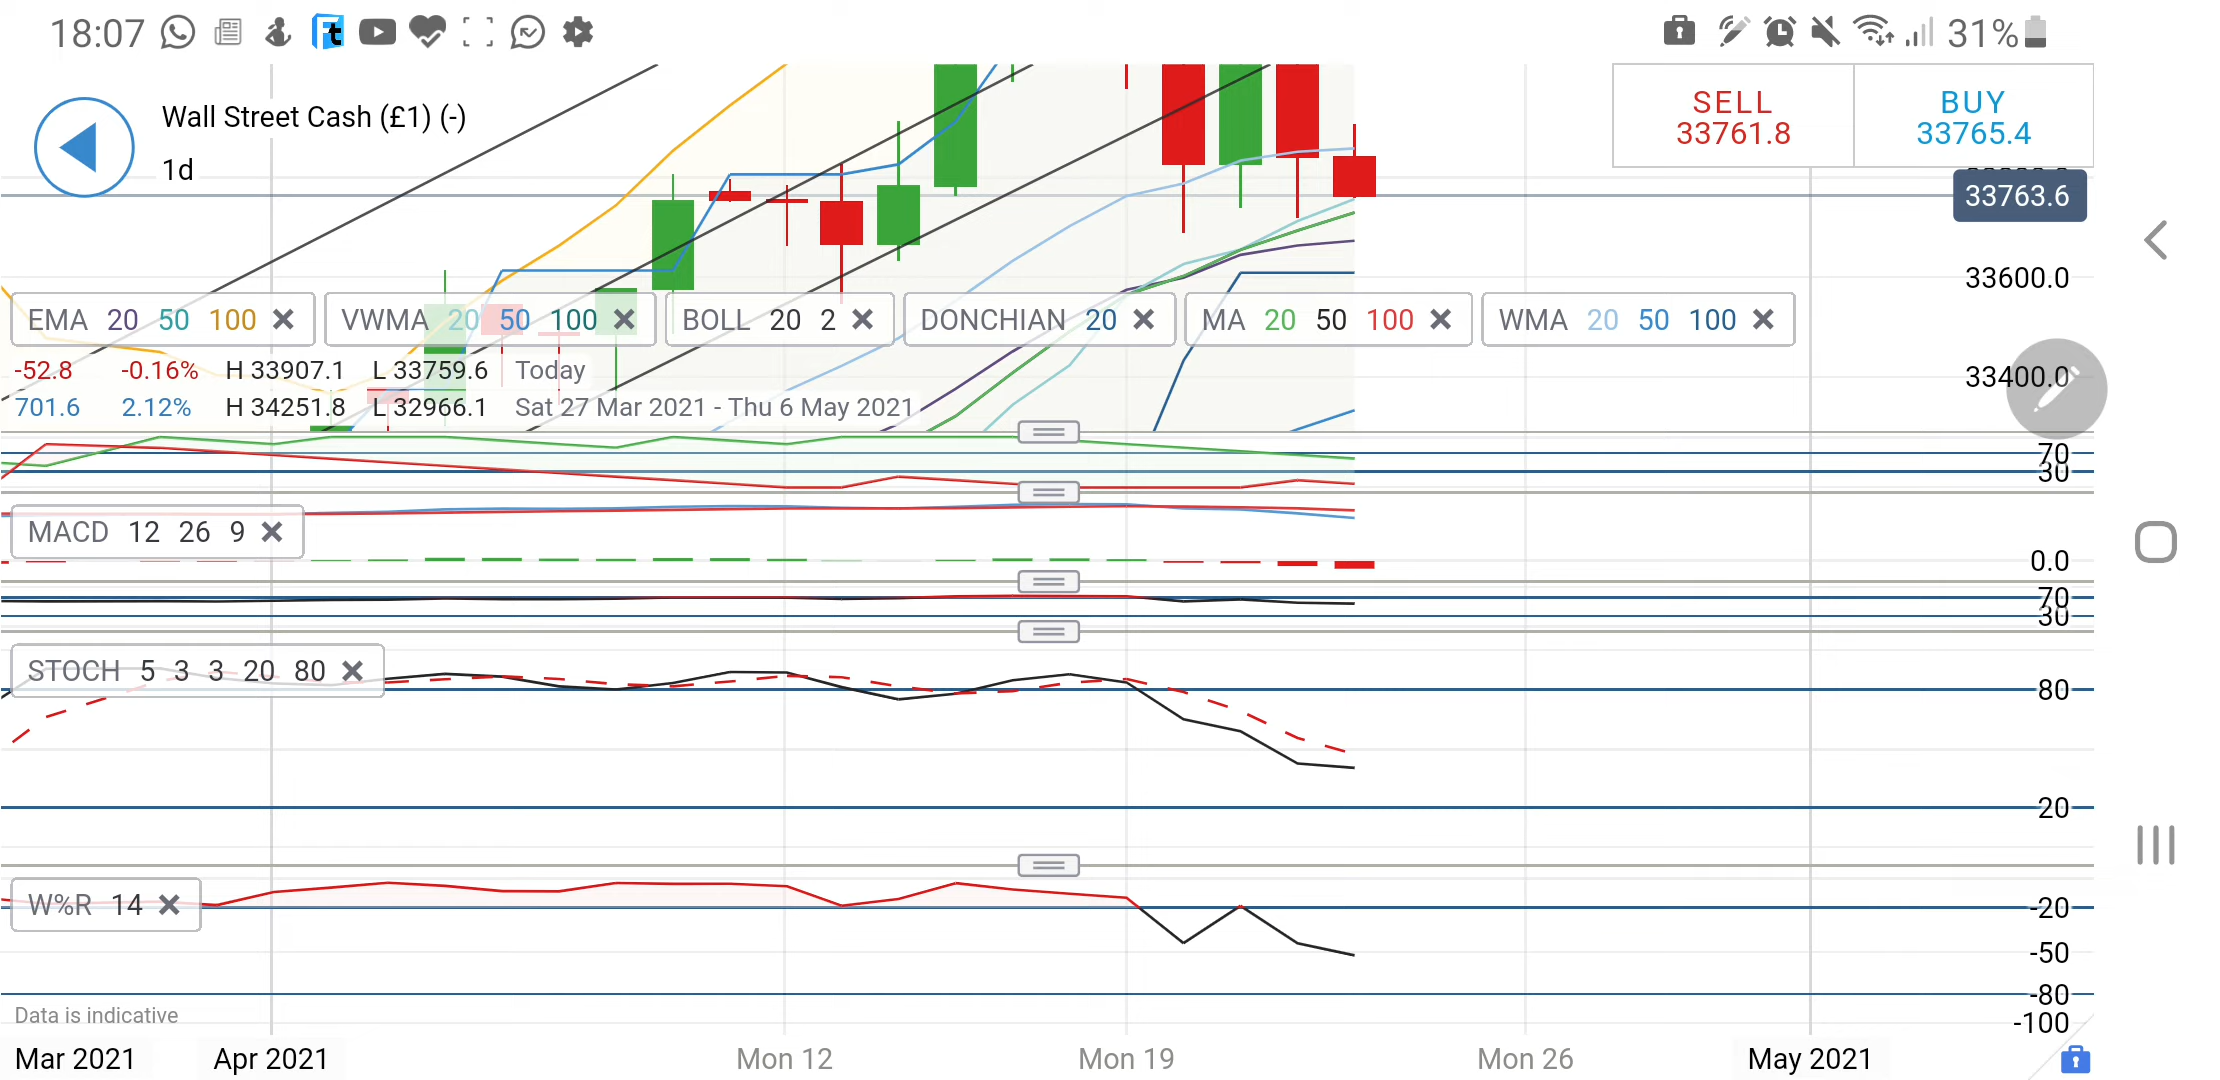 18:07
31%
Wall Street Cash (£1) (-)
1d
SELL
33761.8
BUY
33765.4
33763.6
33600.0
EMA 20 50 100
VWMA 20 50 100
BOLL 20 2
DONCHIAN 20
MA 20 50 100
WMA 20 50 100
-52.8 -0.16% H 33907.1 L 33759.6 Today
33400.0
701.6 2.12% H 34251.8 L 32966.1 Sat 27 Mar 2021 - Thu 6 May 2021
70
30
MACD 12 26 9
0.0
70
30
STOCH 5 3 3 20 80
80
20
W%R 14
-20
-50
-80
Data is indicative
-100
Mar 2021 Apr 2021 Mon 12 Mon 19 Mon 26 May 2021